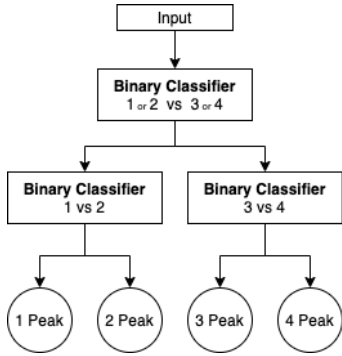 Input
Binary Classifier
1 or 2 vs 3 or 4
Binary Classifier
1 vs 2
Binary Classifier
3 vs 4
1 Peak
2 Peak
3 Peak
4 Peak